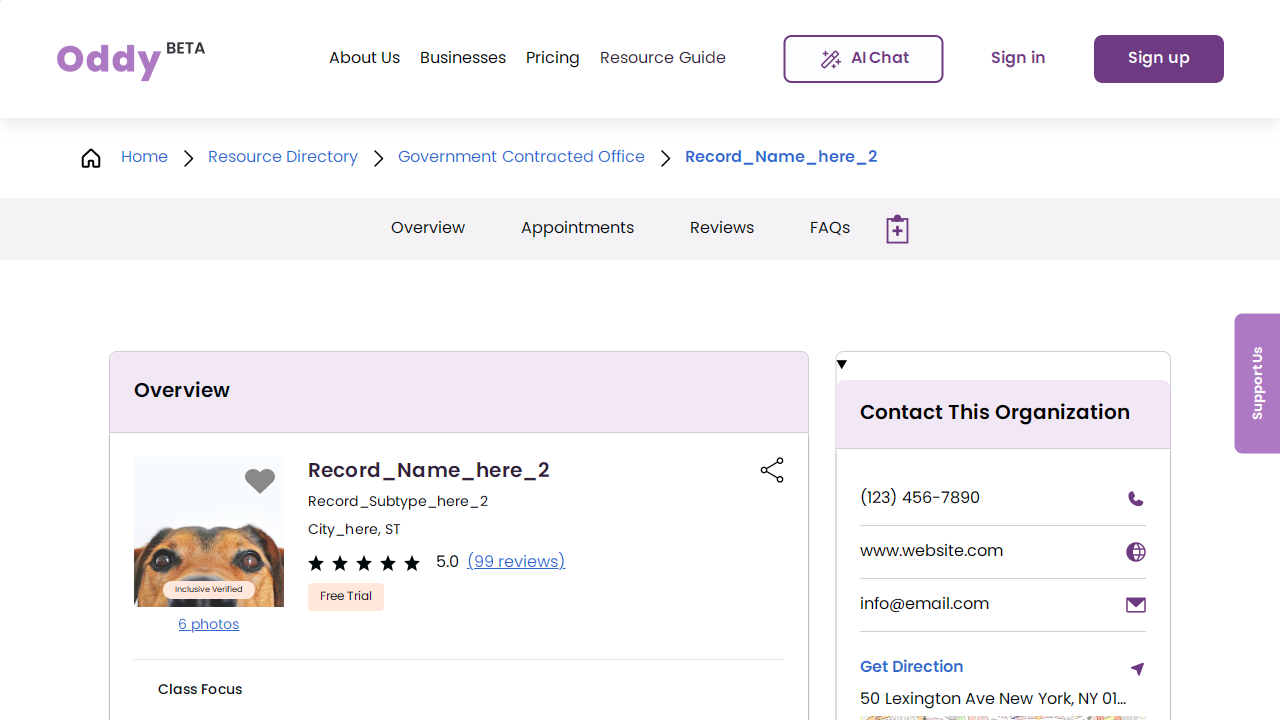 Oddy BETA
About Us Businesses Pricing Resource Guide AI Chat Sign in Sign up
Home Resource Directory Government Contracted Office Record_Name_here_2
Overview Appointments Reviews FAQs
Support Us
Overview
Record_Name_here_2
Record_Subtype_here_2
City_here, ST
5.0 (99 reviews)
Inclusive Verified
Free Trial
6 photos
Class Focus
Contact This Organization
(123) 456-7890
www.website.com
info@email.com
Get Direction
50 Lexington Ave New York, NY 01...